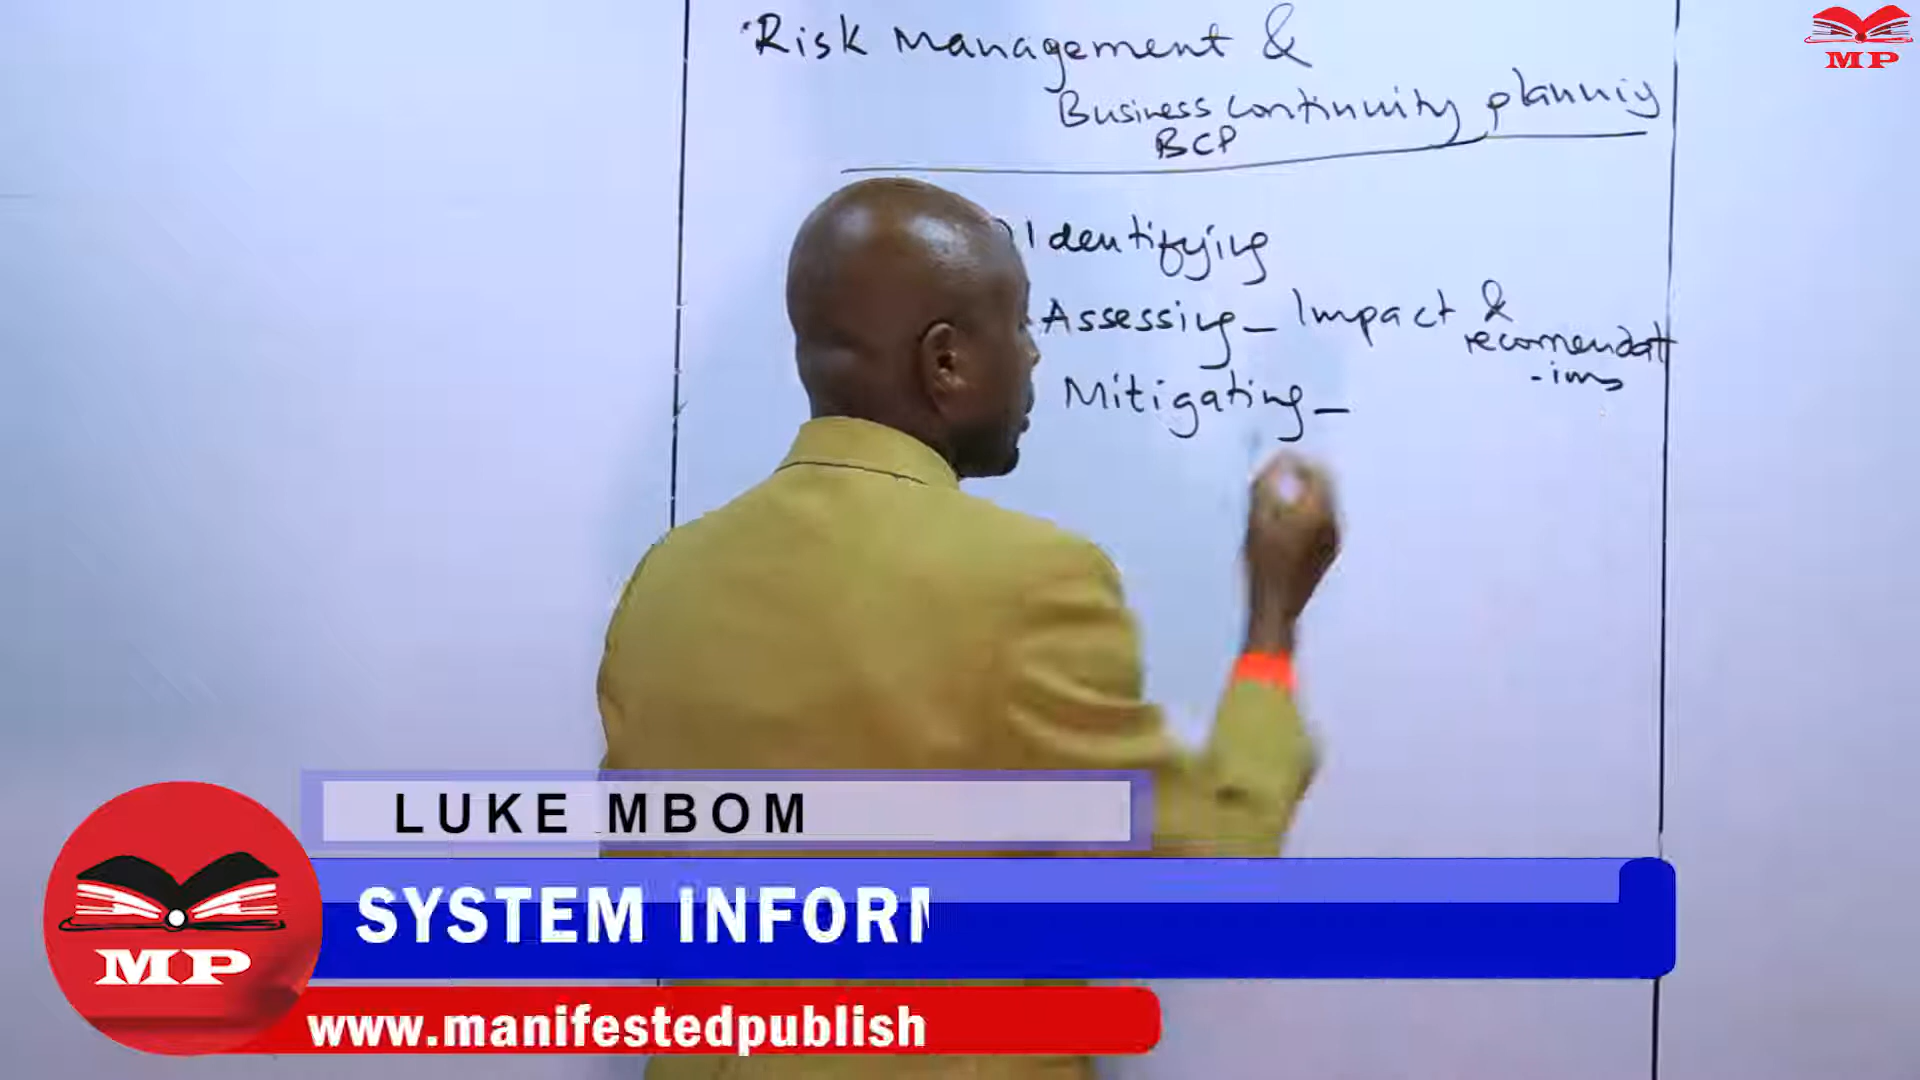 Risk Management &
Business continuity planning
BCP
Identifying
Assessing - Impact &
recomendat
-ions
Mitigating -
MP
LUKE MBOM
SYSTEM INFOR
www.manifestedpublish
MP